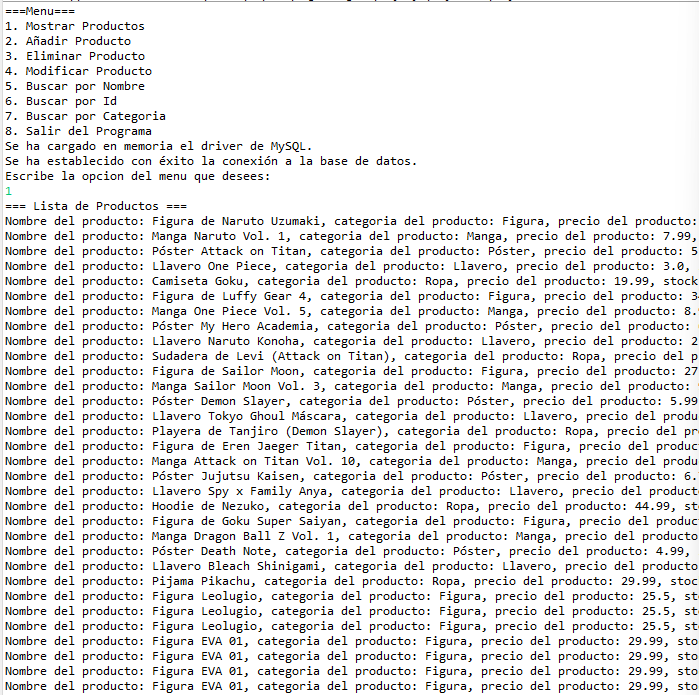 ===Menu===
1. Mostrar Productos
2. Añadir Producto
3. Eliminar Producto
4. Modificar Producto
5. Buscar por Nombre
6. Buscar por Id
7. Buscar por Categoria
8. Salir del Programa
Se ha cargado en memoria el driver de MySQL.
Se ha establecido con éxito la conexión a la base de datos.
Escribe la opcion del menu que desees:
1
=== Lista de Productos ===
Nombre del producto: Figura de Naruto Uzumaki, categoria del producto: Figura, precio del producto:
Nombre del producto: Manga Naruto Vol. 1, categoria del producto: Manga, precio del producto: 7.99,
Nombre del producto: Póster Attack on Titan, categoria del producto: Póster, precio del producto: 5
Nombre del producto: Llavero One Piece, categoria del producto: Llavero, precio del producto: 3.0,
Nombre del producto: Camiseta Goku, categoria del producto: Ropa, precio del producto: 19.99, stock
Nombre del producto: Figura de Luffy Gear 4, categoria del producto: Figura, precio del producto: 3
Nombre del producto: Manga One Piece Vol. 5, categoria del producto: Manga, precio del producto: 8.
Nombre del producto: Póster My Hero Academia, categoria del producto: Póster, precio del producto:
Nombre del producto: Llavero Naruto Konoha, categoria del producto: Llavero, precio del producto: 2
Nombre del producto: Sudadera de Levi (Attack on Titan), categoria del producto: Ropa, precio del p
Nombre del producto: Figura de Sailor Moon, categoria del producto: Figura, precio del producto: 27
Nombre del producto: Manga Sailor Moon Vol. 3, categoria del producto: Manga, precio del producto:
Nombre del producto: Póster Demon Slayer, categoria del producto: Póster, precio del producto: 5.99
Nombre del producto: Llavero Tokyo Ghoul Máscara, categoria del producto: Llavero, precio del produ
Nombre del producto: Playera de Tanjiro (Demon Slayer), categoria del producto: Ropa, precio del pr
Nombre del producto: Figura de Eren Jaeger Titan, categoria del producto: Figura, precio del produc
Nombre del producto: Manga Attack on Titan Vol. 10, categoria del producto: Manga, precio del produ
Nombre del producto: Póster Jujutsu Kaisen, categoria del producto: Póster, precio del producto: 6.
Nombre del producto: Llavero Spy x Family Anya, categoria del producto: Llavero, precio del product
Nombre del producto: Hoodie de Nezuko, categoria del producto: Ropa, precio del producto: 44.99, st
Nombre del producto: Figura de Goku Super Saiyan, categoria del producto: Figura, precio del produc
Nombre del producto: Manga Dragon Ball Z Vol. 1, categoria del producto: Manga, precio del producto
Nombre del producto: Póster Death Note, categoria del producto: Póster, precio del producto: 4.99,
Nombre del producto: Llavero Bleach Shinigami, categoria del producto: Llavero, precio del producto
Nombre del producto: Pijama Pikachu, categoria del producto: Ropa, precio del producto: 29.99, stoc
Nombre del producto: Figura Leolugio, categoria del producto: Figura, precio del producto: 25.5, st
Nombre del producto: Figura Leolugio, categoria del producto: Figura, precio del producto: 25.5, st
Nombre del producto: Figura Leolugio, categoria del producto: Figura, precio del producto: 25.5, st
Nombre del producto: Figura EVA 01, categoria del producto: Figura, precio del producto: 29.99, sto
Nombre del producto: Figura EVA 01, categoria del producto: Figura, precio del producto: 29.99, sto
Nombre del producto: Figura EVA 01, categoria del producto: Figura, precio del producto: 29.99, sto
Nombre del producto: Figura EVA 01, categoria del producto: Figura, precio del producto: 29.99, sto